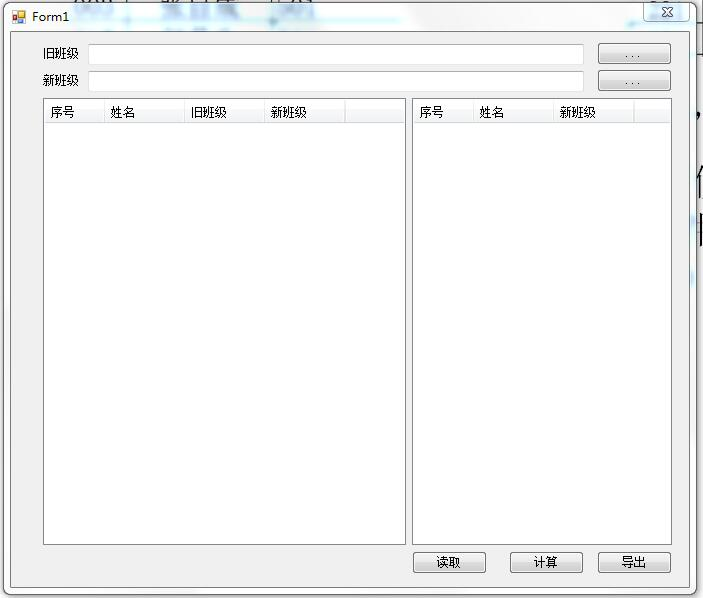 Form1
旧班级 ...
新班级 ...
序号 姓名 旧班级 新班级 序号 姓名 新班级
读取 计算 导出